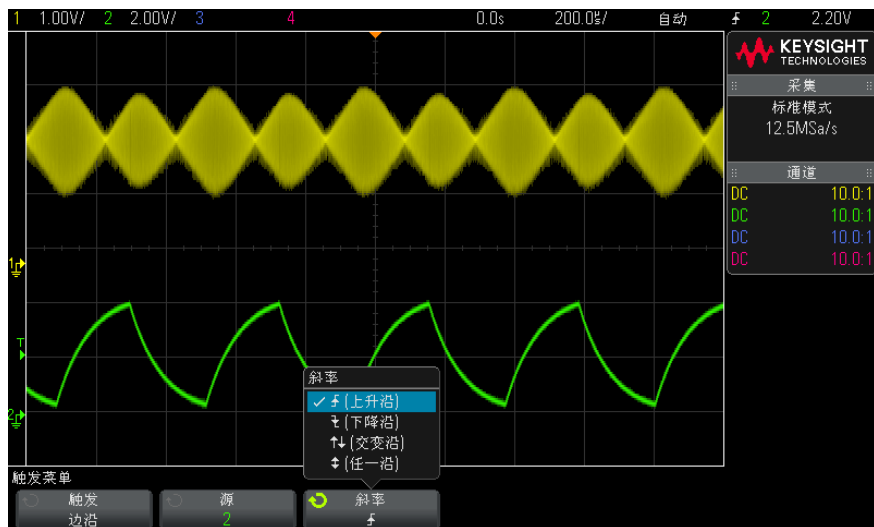 1 1.00V/ 2 2.00V/ 3 4 0.0s 200.0㎲/ 自动 2 2.20V
KEYSIGHT
TECHNOLOGIES
采集
标准模式
12.5MSa/s
通道
DC 10.0:1
DC 10.0:1
DC 10.0:1
DC 10.0:1
1
T
2
斜率
✓ (上升沿)
(下降沿)
↑↓ (交变沿)
↕ (任一沿)
触发菜单
触发
边沿
源
2
斜率